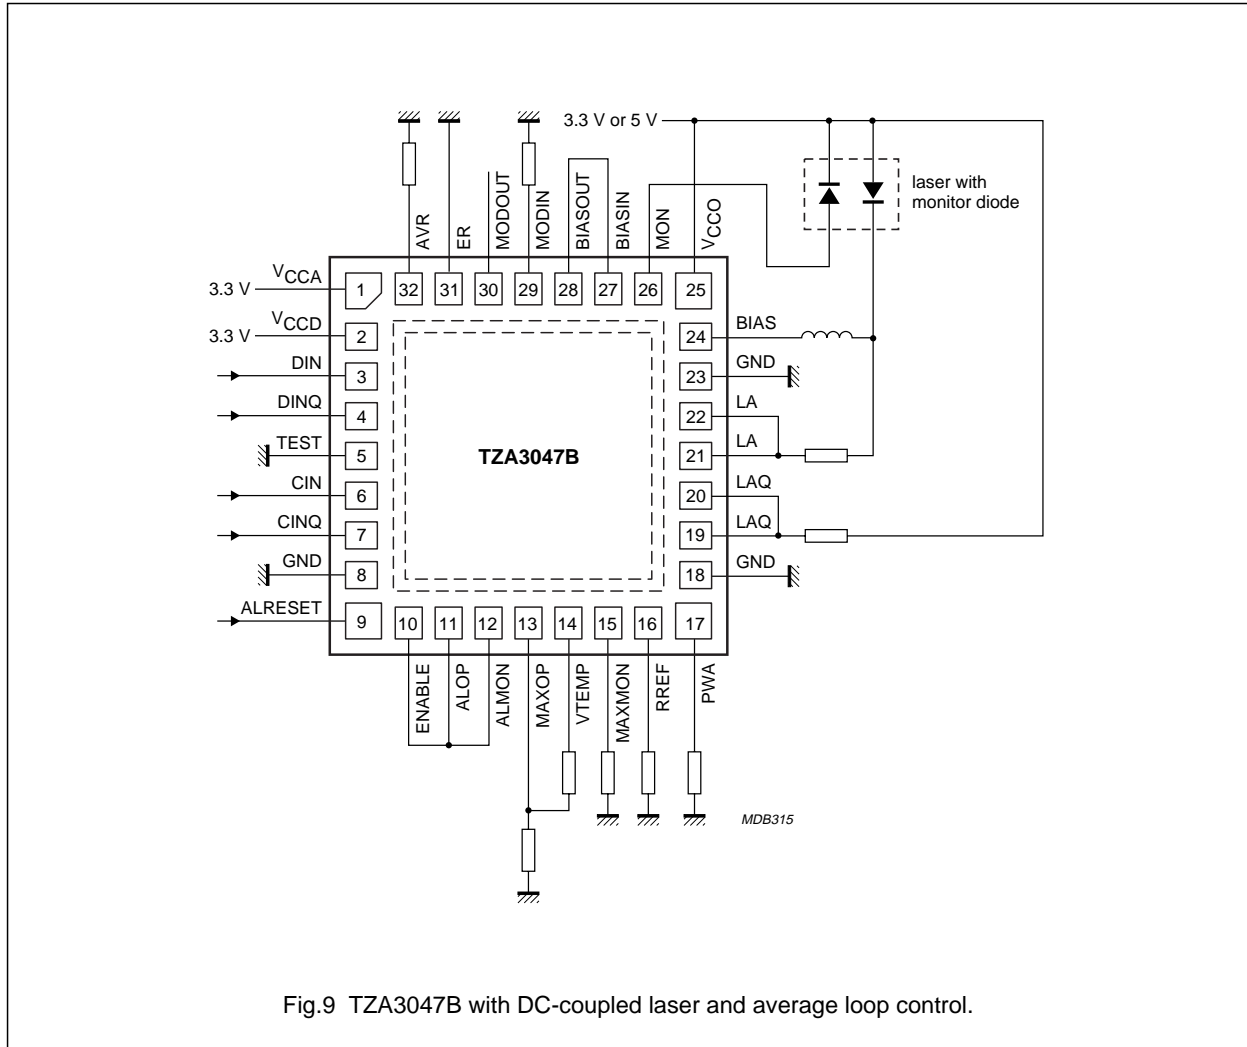 3.3 V or 5 V
laser with
monitor diode
AVR
ER
MODOUT
MODIN
BIASOUT
BIASIN
MON
VCCO
32
31
30
29
28
27
26
25
3.3 V
VCCA
1
3.3 V
VCCD
2
DIN
3
DINQ
4
TEST
5
CIN
6
CINQ
7
GND
8
ALRESET
9
TZA3047B
24
BIAS
23
GND
22
LA
21
LA
20
LAQ
19
LAQ
18
GND
10
11
12
13
14
15
16
17
ENABLE
ALOP
ALMON
MAXOP
VTEMP
MAXMON
RREF
PWA
MDB315
Fig.9 TZA3047B with DC-coupled laser and average loop control.